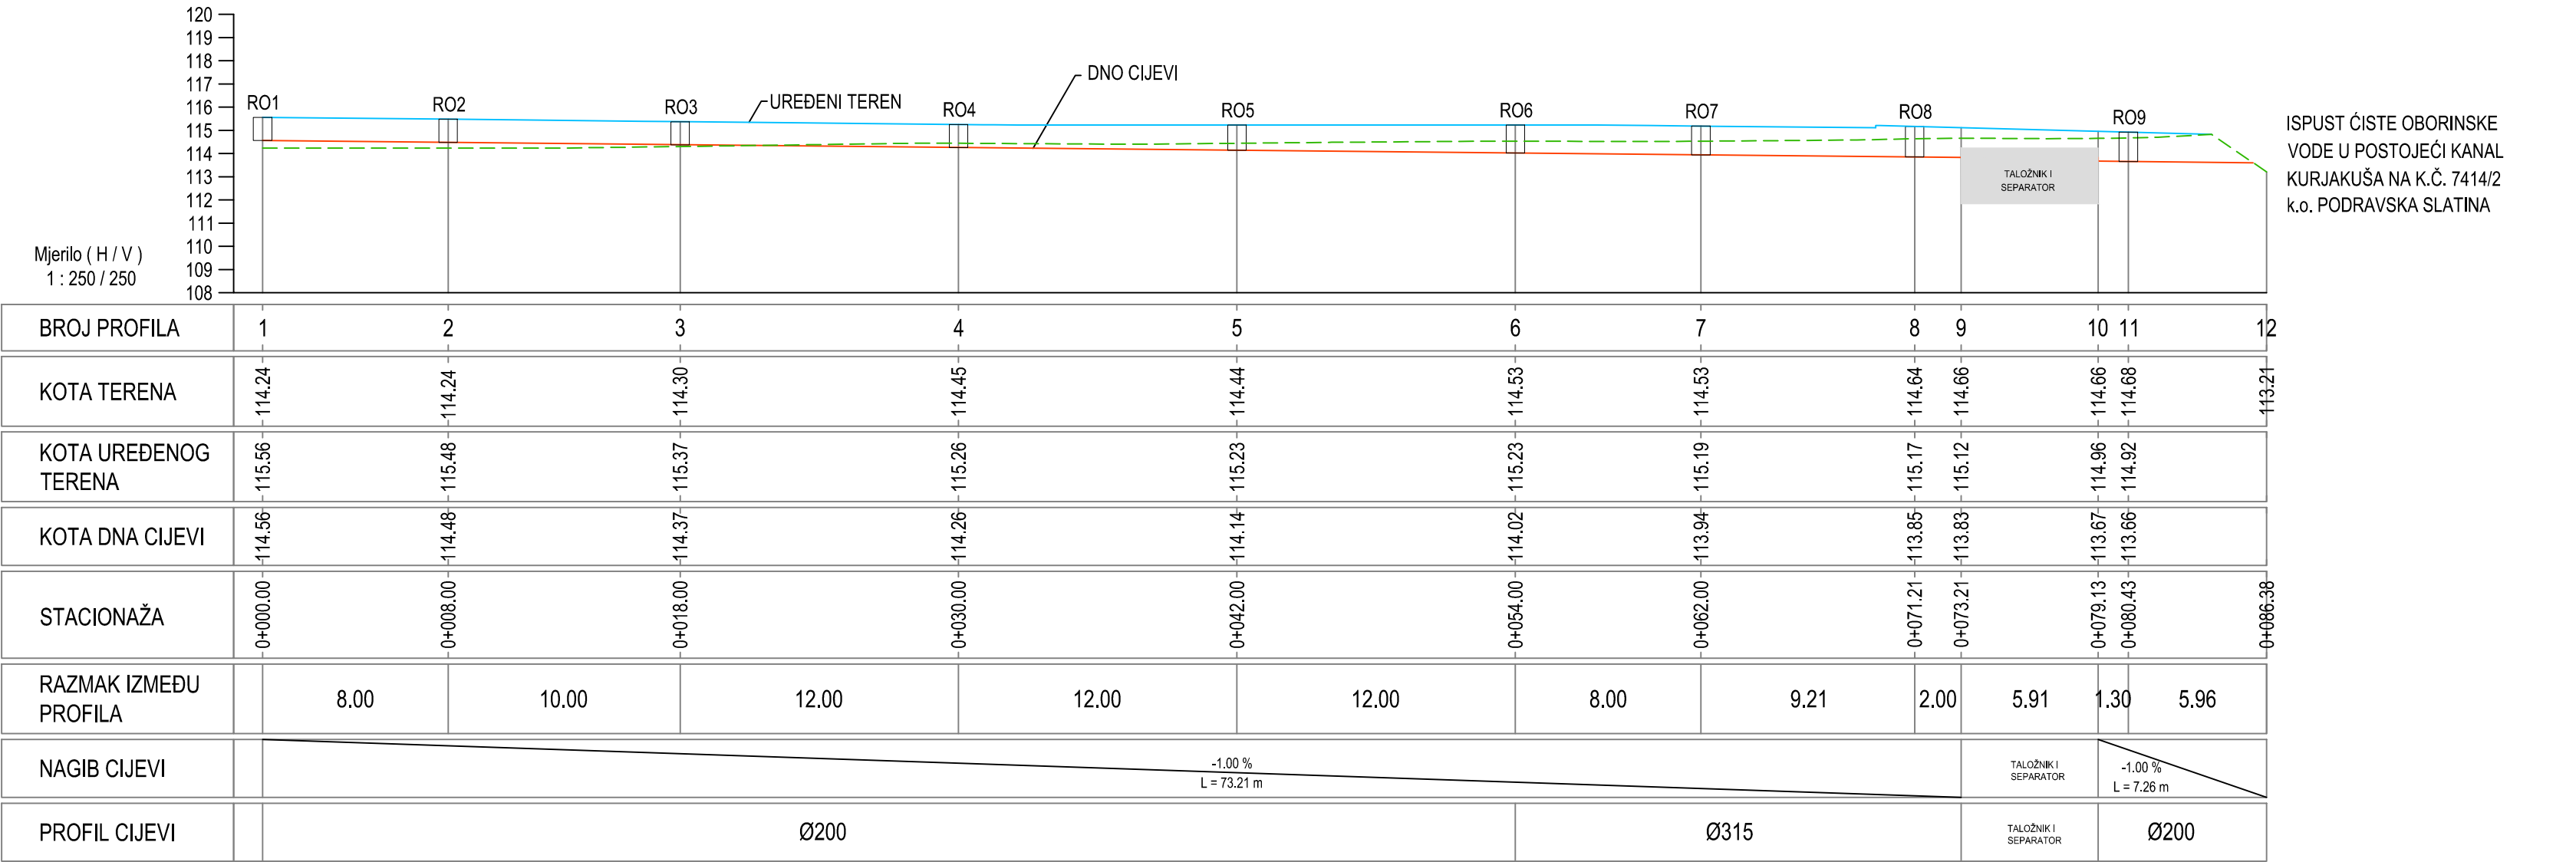 120
119
118
117
116
115
114
113
112
111
110
109
108
Mjerilo ( H / V )
1 : 250 / 250
RO1
RO2
RO3
UREĐENI TEREN
RO4
DNO CIJEVI
RO5
RO6
RO7
RO8
RO9
TALOŽNIK I
SEPARATOR
ISPUST ĆISTE OBORINSKE
VODE U POSTOJEĆI KANAL
KURJAKUŠA NA K.Č. 7414/2
k.o. PODRAVSKA SLATINA
BROJ PROFILA 1 2 3 4 5 6 7 8 9 10 11 12
KOTA TERENA 114.24 114.24 114.30 114.45 114.44 114.53 114.53 114.64 114.66 114.66 114.68 113.21
KOTA UREĐENOG
TERENA
115.56 115.48 115.37 115.26 115.23 115.23 115.19 115.17 115.12 114.96 114.92
KOTA DNA CIJEVI 114.56 114.48 114.37 114.26 114.14 114.02 113.94 113.85 113.83 113.67 113.66
STACIONAŽA 0+000.00 0+008.00 0+018.00 0+030.00 0+042.00 0+054.00 0+062.00 0+071.21 0+073.21 0+079.13 0+080.43 0+086.38
RAZMAK IZMEĐU
PROFILA
8.00 10.00 12.00 12.00 12.00 8.00 9.21 2.00 5.91 1.30 5.96
NAGIB CIJEVI
-1.00 %
L = 73.21 m
TALOŽNIK I
SEPARATOR
-1.00 %
L = 7.26 m
PROFIL CIJEVI Ø200 Ø315
TALOŽNIK I
SEPARATOR
Ø200